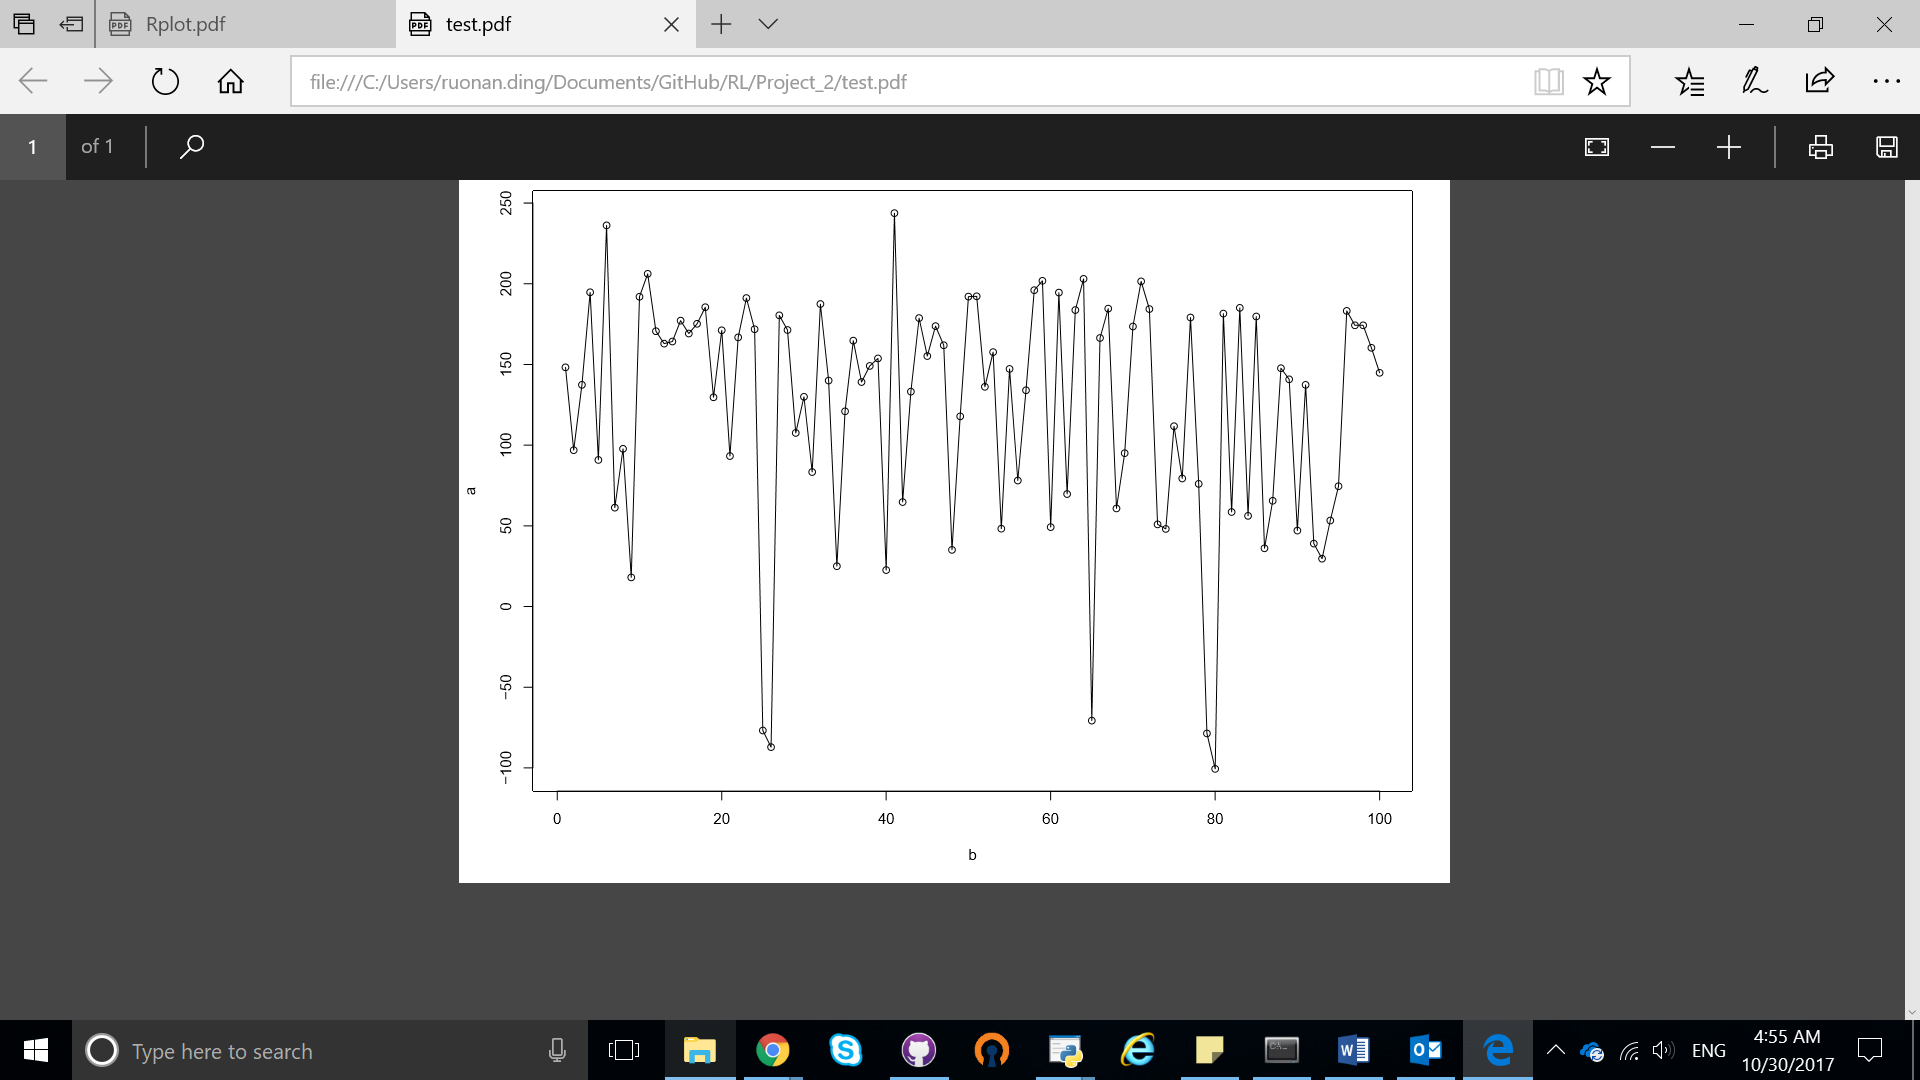 Rplot.pdf
test.pdf
file:///C:/Users/ruonan.ding/Documents/GitHub/RL/Project_2/test.pdf
1 of 1
250
200
150
100
50
0
−50
−100
a
0 20 40 60 80 100
b
Type here to search
ENG
4:55 AM
10/30/2017